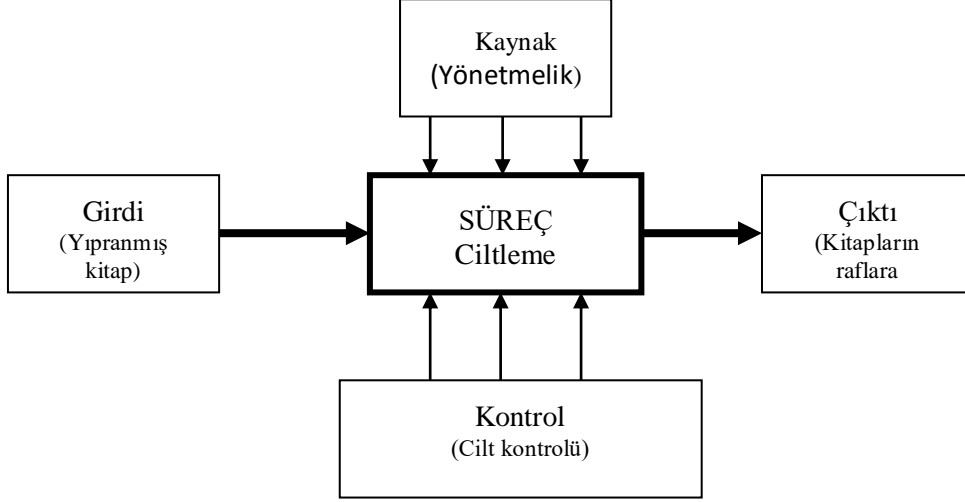 Kaynak
(Yönetmelik)
Girdi
(Yıpranmış
kitap)
SÜREÇ
Ciltleme
Çıktı
(Kitapların
raflara
Kontrol
(Cilt kontrolü)